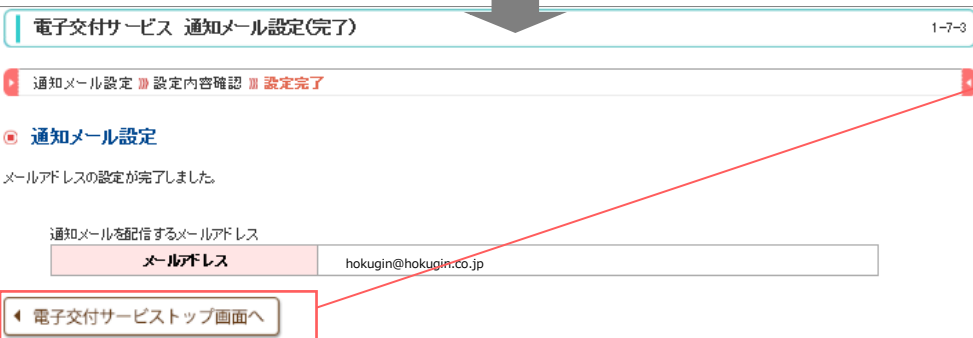 電子交付サービス 通知メール設定(完了)
1-7-3
通知メール設定 》》 設定内容確認 》》 設定完了
通知メール設定
メールアドレスの設定が完了しました。
通知メールを配信するメールアドレス
メールアドレス hokugin@hokugin.co.jp
電子交付サービストップ画面へ